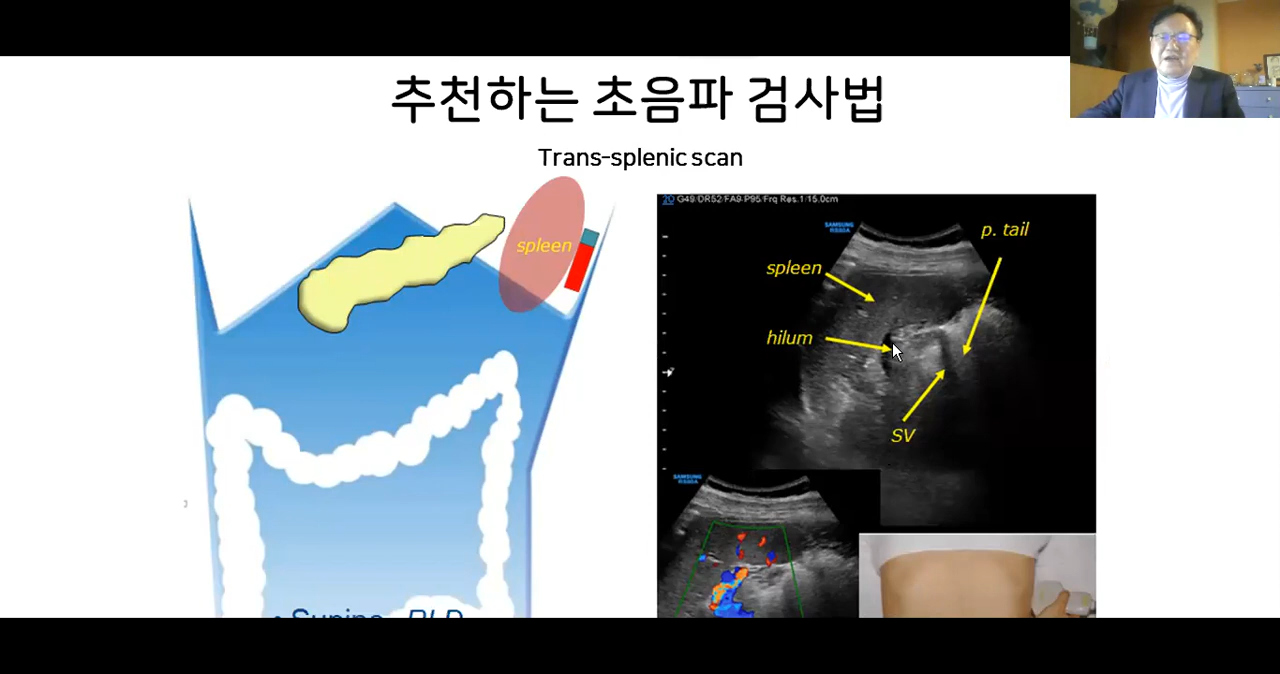 추천하는 초음파 검사법
Trans-splenic scan
spleen
2D G49/DR52/FA9 P95/Frq Res.1/15.0cm
SAMSUNG
RS80A
p. tail
spleen
hilum
SV
SAMSUNG
RS80A